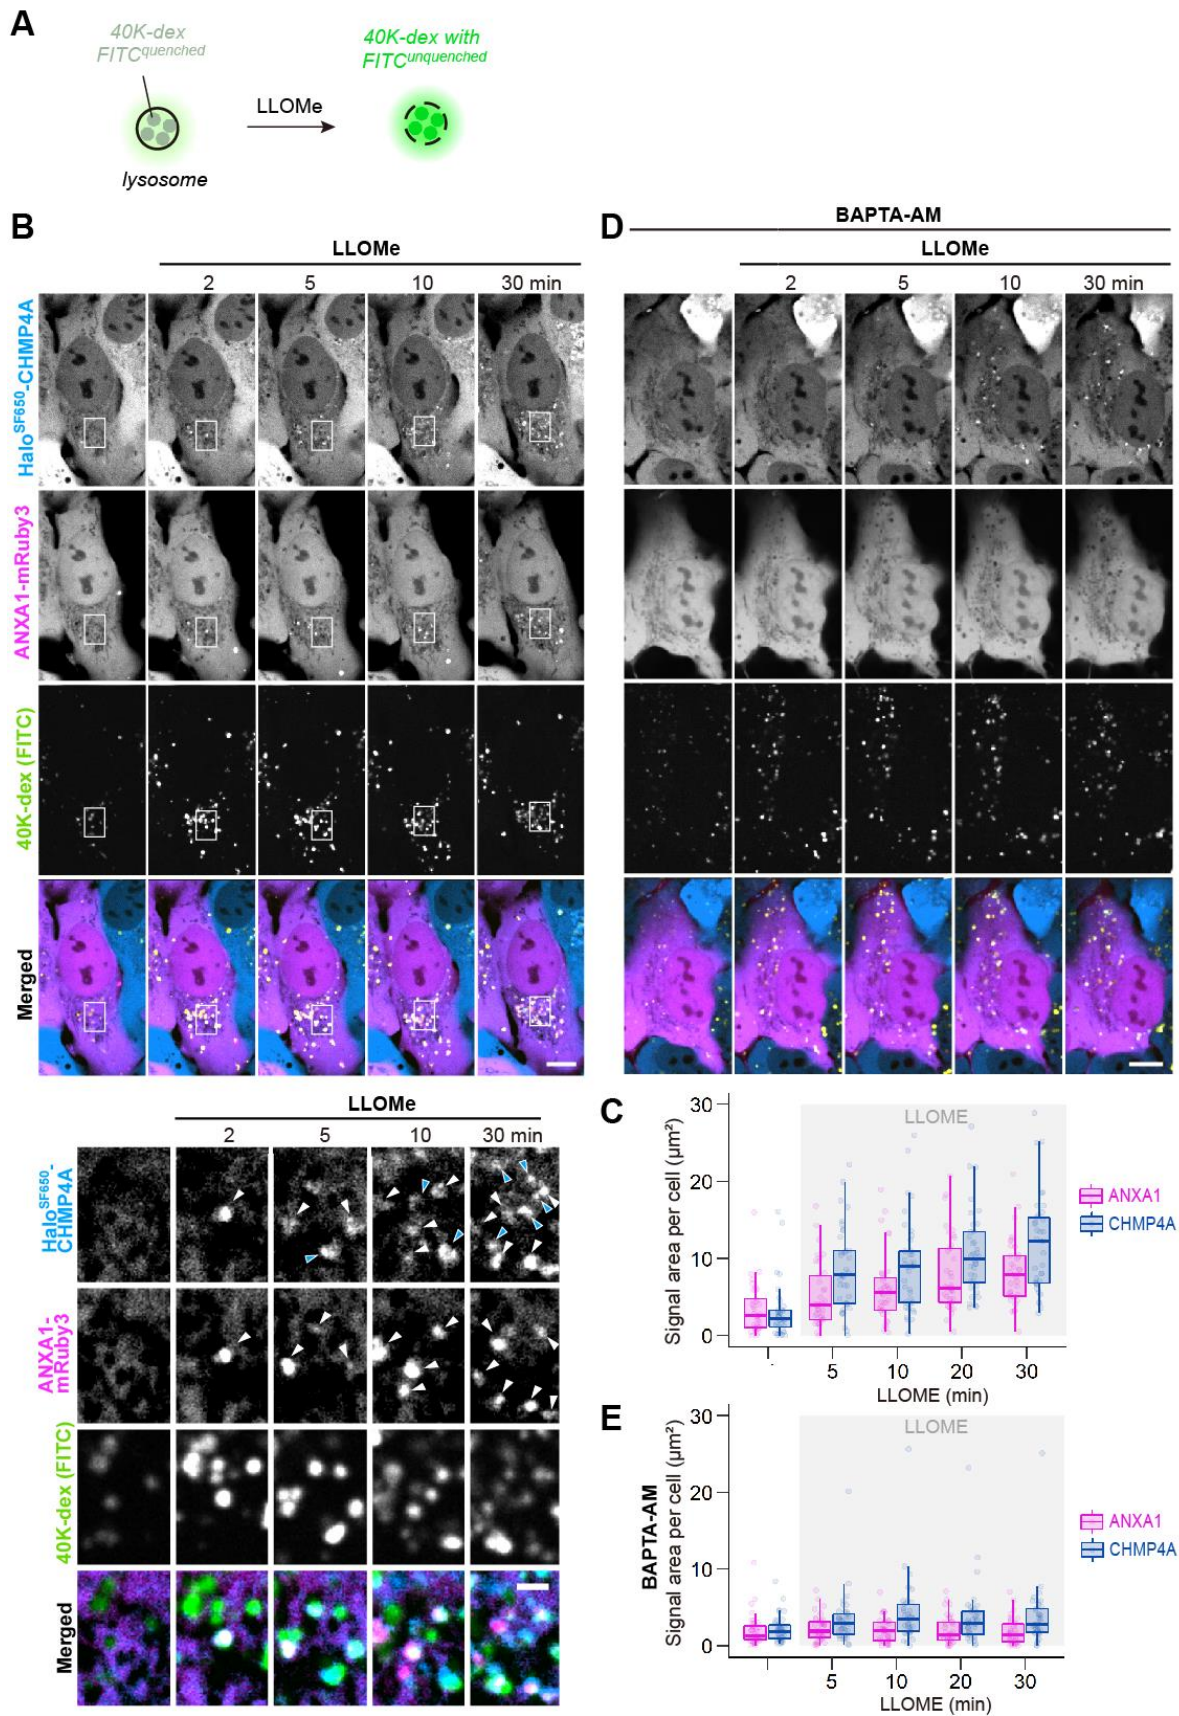 A
40K-dex
FITCquenched
40K-dex with
FITCunquenched
LLOMe
lysosome
B
LLOMe
2 5 10 30 min
HaloSF650-CHMP4A
ANXA1-mRuby3
40K-dex (FITC)
Merged
D
BAPTA-AM
LLOMe
2 5 10 30 min
LLOMe
2 5 10 30 min
HaloSF650-
CHMP4A
ANXA1-
mRuby3
40K-dex (FITC)
Merged
C
Signal area per cell (µm²)
30
20
10
0
LLOME
- 5 10 20 30
LLOME (min)
ANXA1
CHMP4A
E
BAPTA-AM
Signal area per cell (µm²)
30
20
10
0
LLOME
5 10 20 30
LLOME (min)
ANXA1
CHMP4A